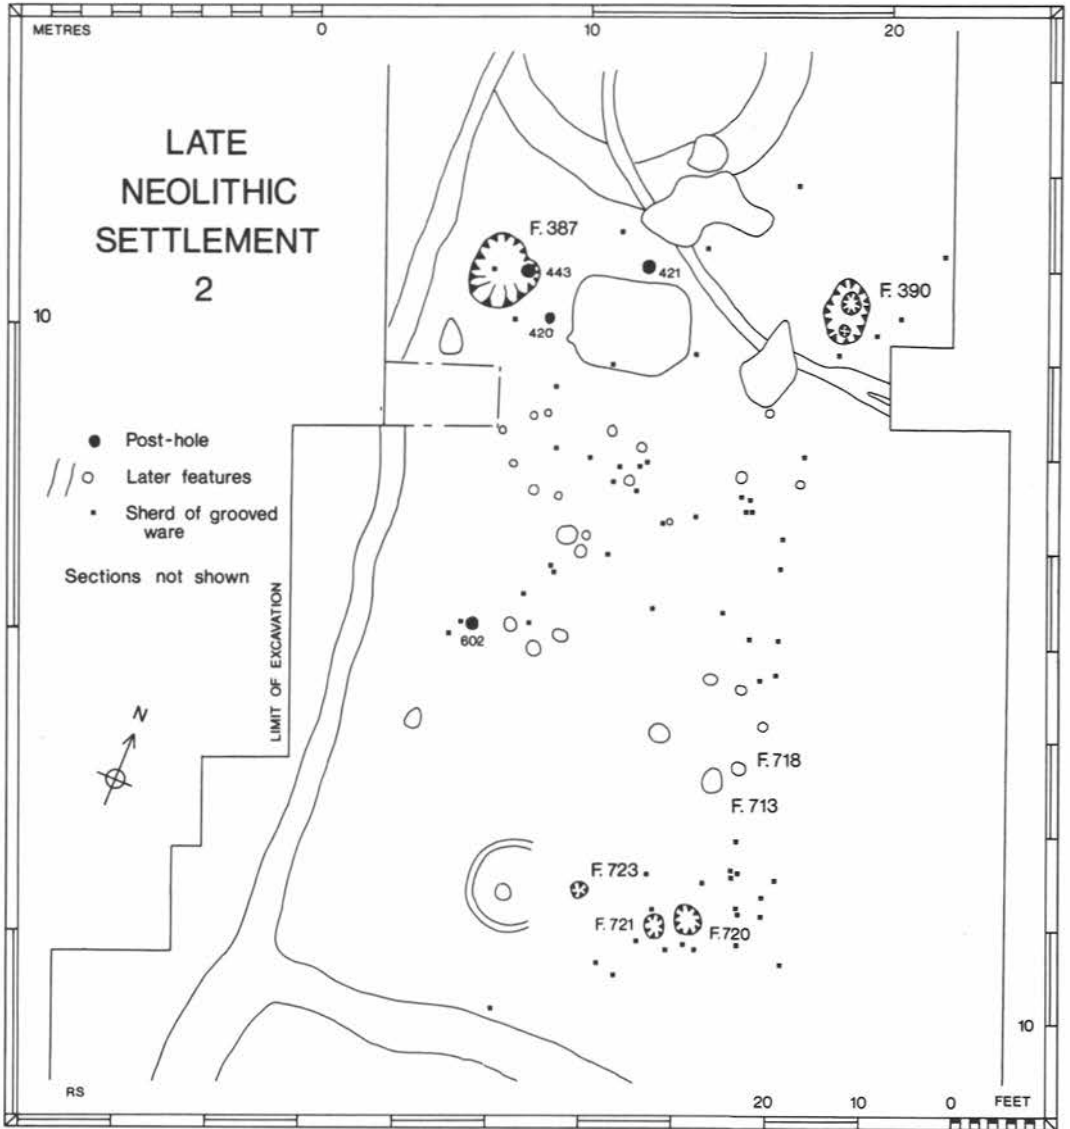 METRES 0 10 20
LATE
NEOLITHIC
SETTLEMENT
2
F. 387
443
421
F. 390
10
420
Post-hole
Later features
Sherd of grooved
ware
Sections not shown
LIMIT OF EXCAVATION
602
N
F. 718
F. 713
F. 723
F. 721
F. 720
10
RS
20 10 0 FEET